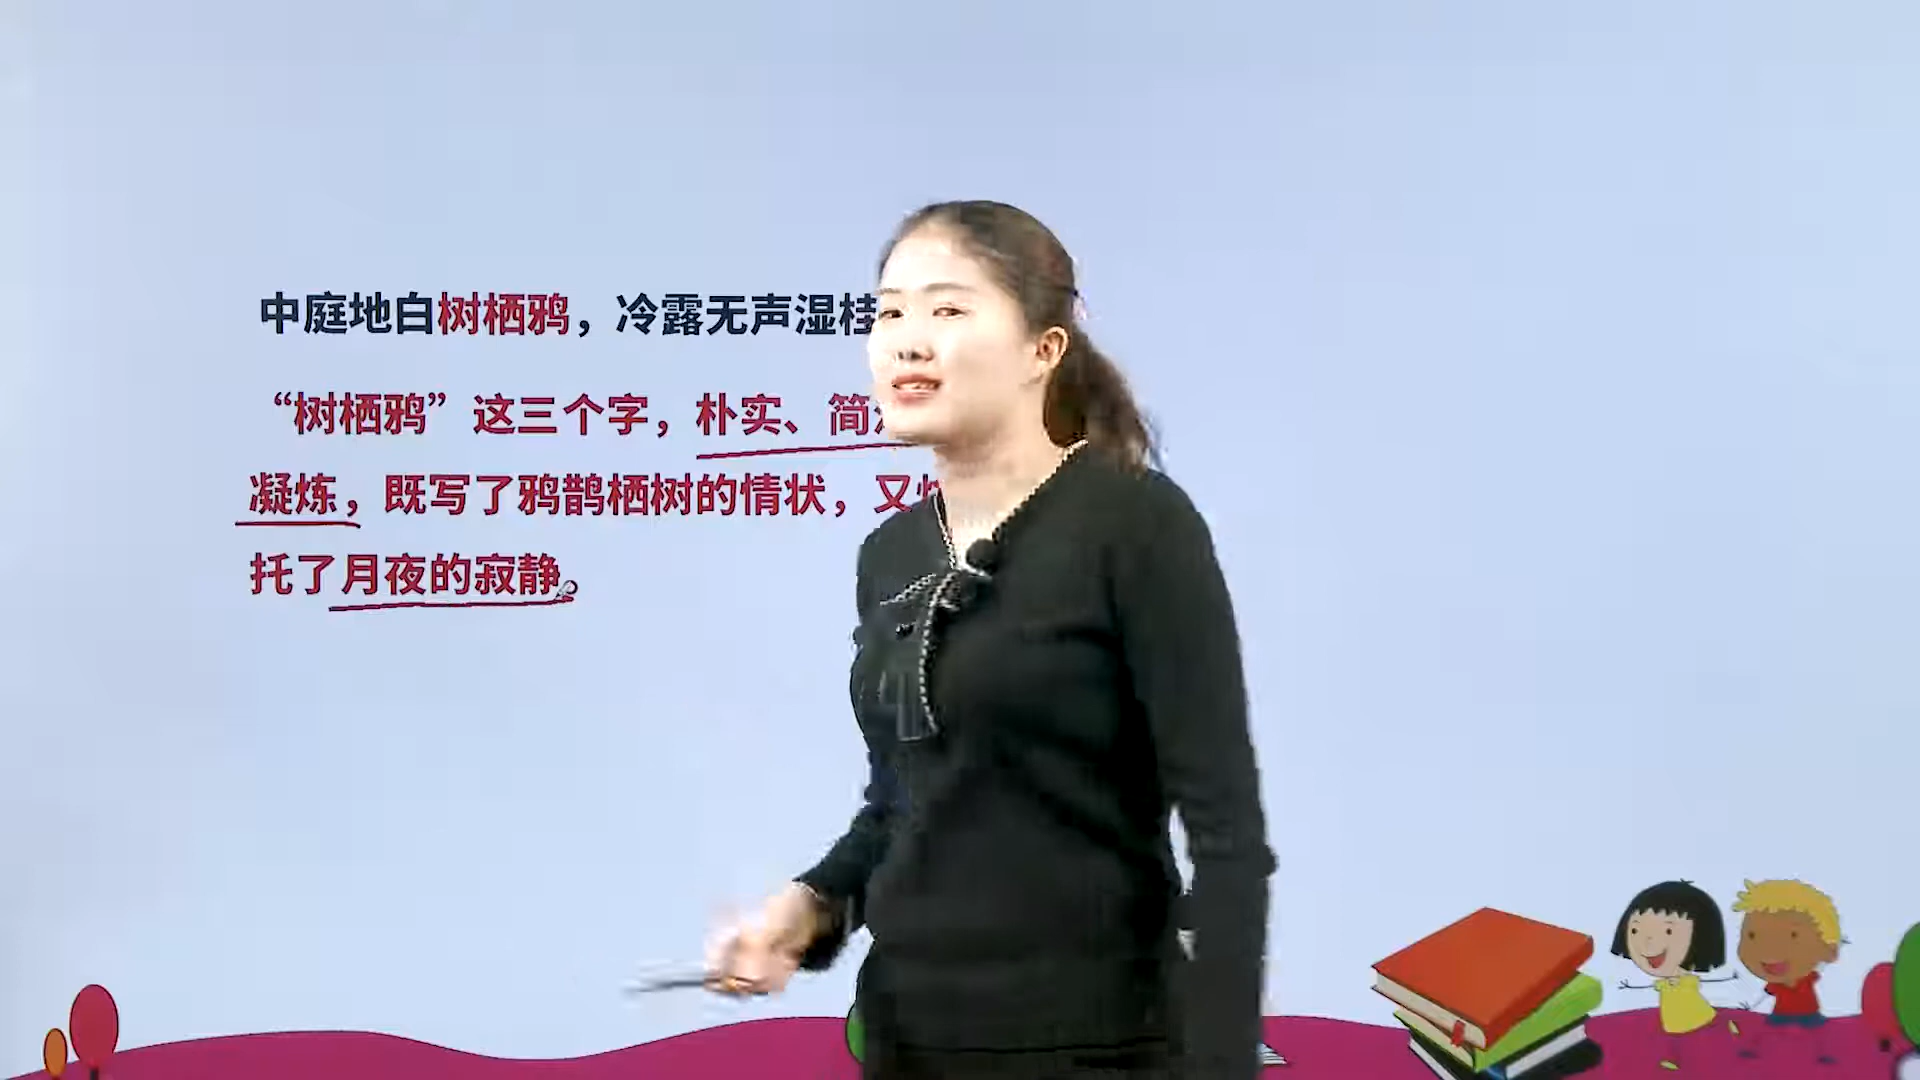 中庭地白树栖鸦，冷露无声湿桂
“树栖鸦”这三个字，朴实、简
凝炼，既写了鸦鹊栖树的情状，又
托了月夜的寂静。